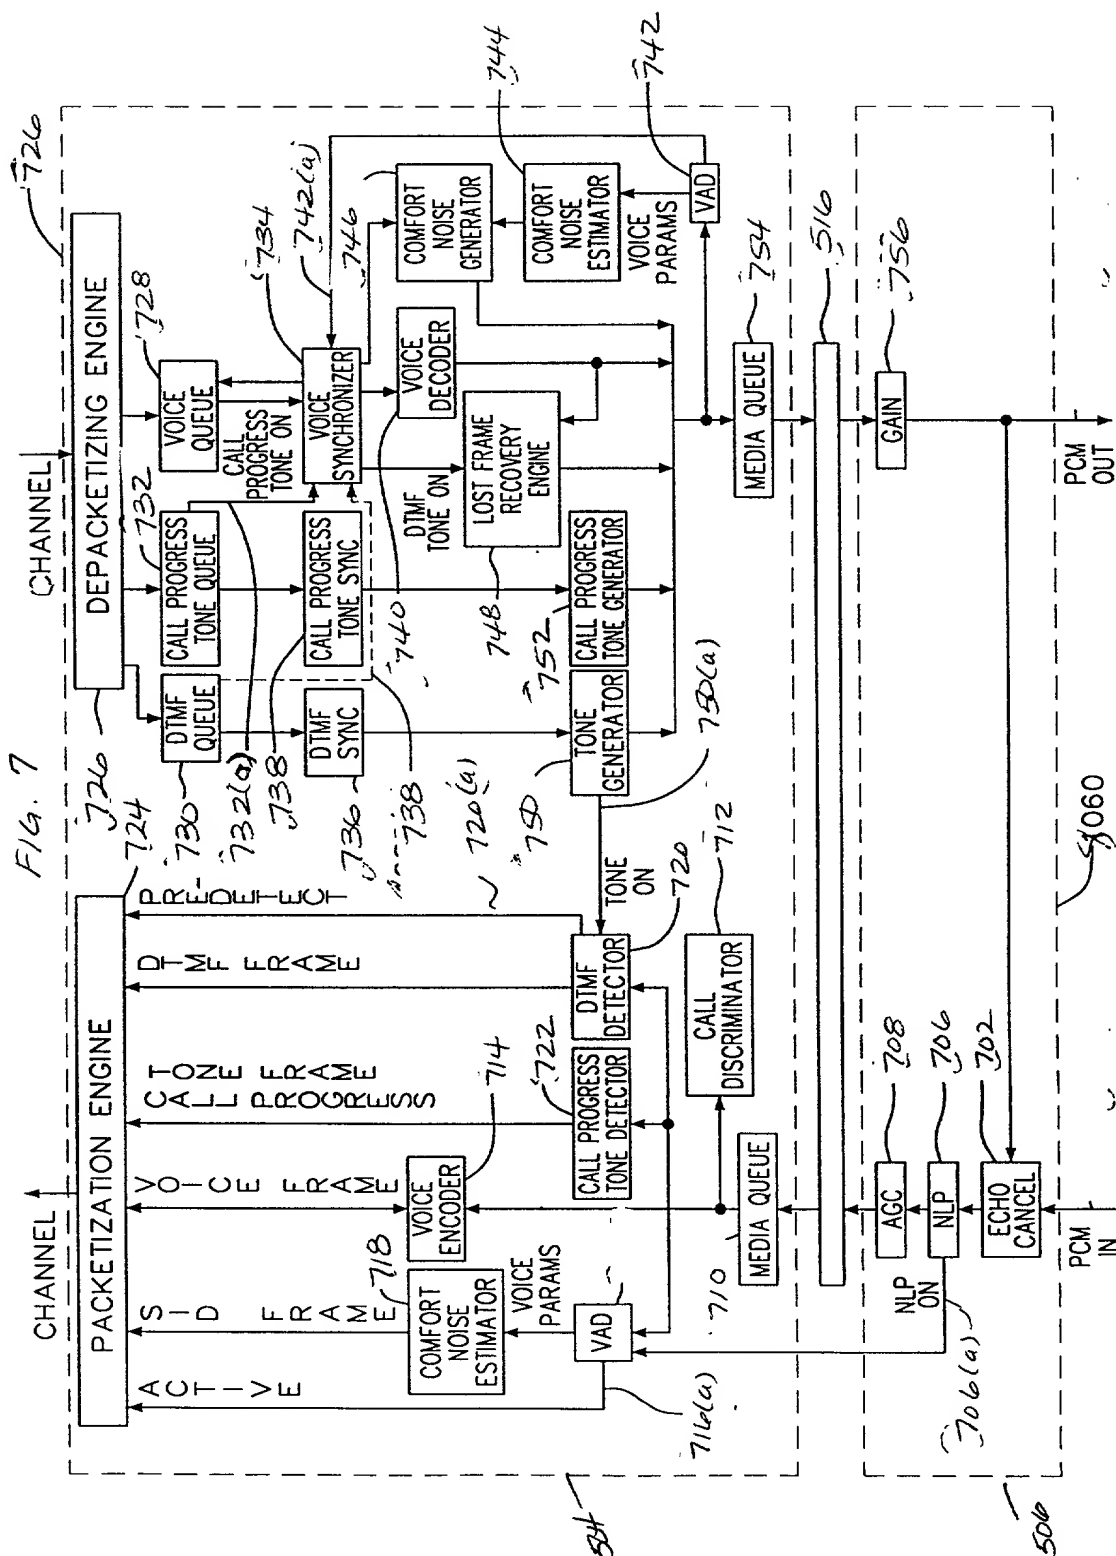 FIG. 7
CHANNEL
CHANNEL
PACKETIZATION ENGINE
724
DEPACKETIZING ENGINE
726
726
ACTIVE
SID FRAME
VOICE FRAME
CALL PROGRESS
TONE FRAME
DTMF FRAME
PRE-DETECT
720(a)
DTMF
QUEUE
730
CALL PROGRESS
TONE QUEUE
732
732(a)
VOICE
QUEUE
728
CALL
PROGRESS
TONE ON
DTMF
SYNC
736
CALL PROGRESS
TONE SYNC
738
738
VOICE
SYNCHRONIZER
734
742(a)
COMFORT
NOISE
ESTIMATOR
718
VOICE
ENCODER
714
DTMF
TONE ON
LOST FRAME
RECOVERY
ENGINE
748
VOICE
DECODER
740
COMFORT
NOISE
GENERATOR
746
COMFORT
NOISE
ESTIMATOR
744
VOICE
PARAMS
VOICE
PARAMS
VAD
716(a)
CALL PROGRESS
TONE DETECTOR
722
DTMF
DETECTOR
720
TONE
ON
TONE
GENERATOR
750
750(a)
CALL PROGRESS
TONE GENERATOR
752
VAD
742
CALL
DISCRIMINATOR
712
MEDIA QUEUE
710
MEDIA QUEUE
754
504
516
AGC
708
NLP
706
NLP
ON
706(a)
ECHO
CANCEL
702
GAIN
756
PCM
IN
PCM
OUT
506